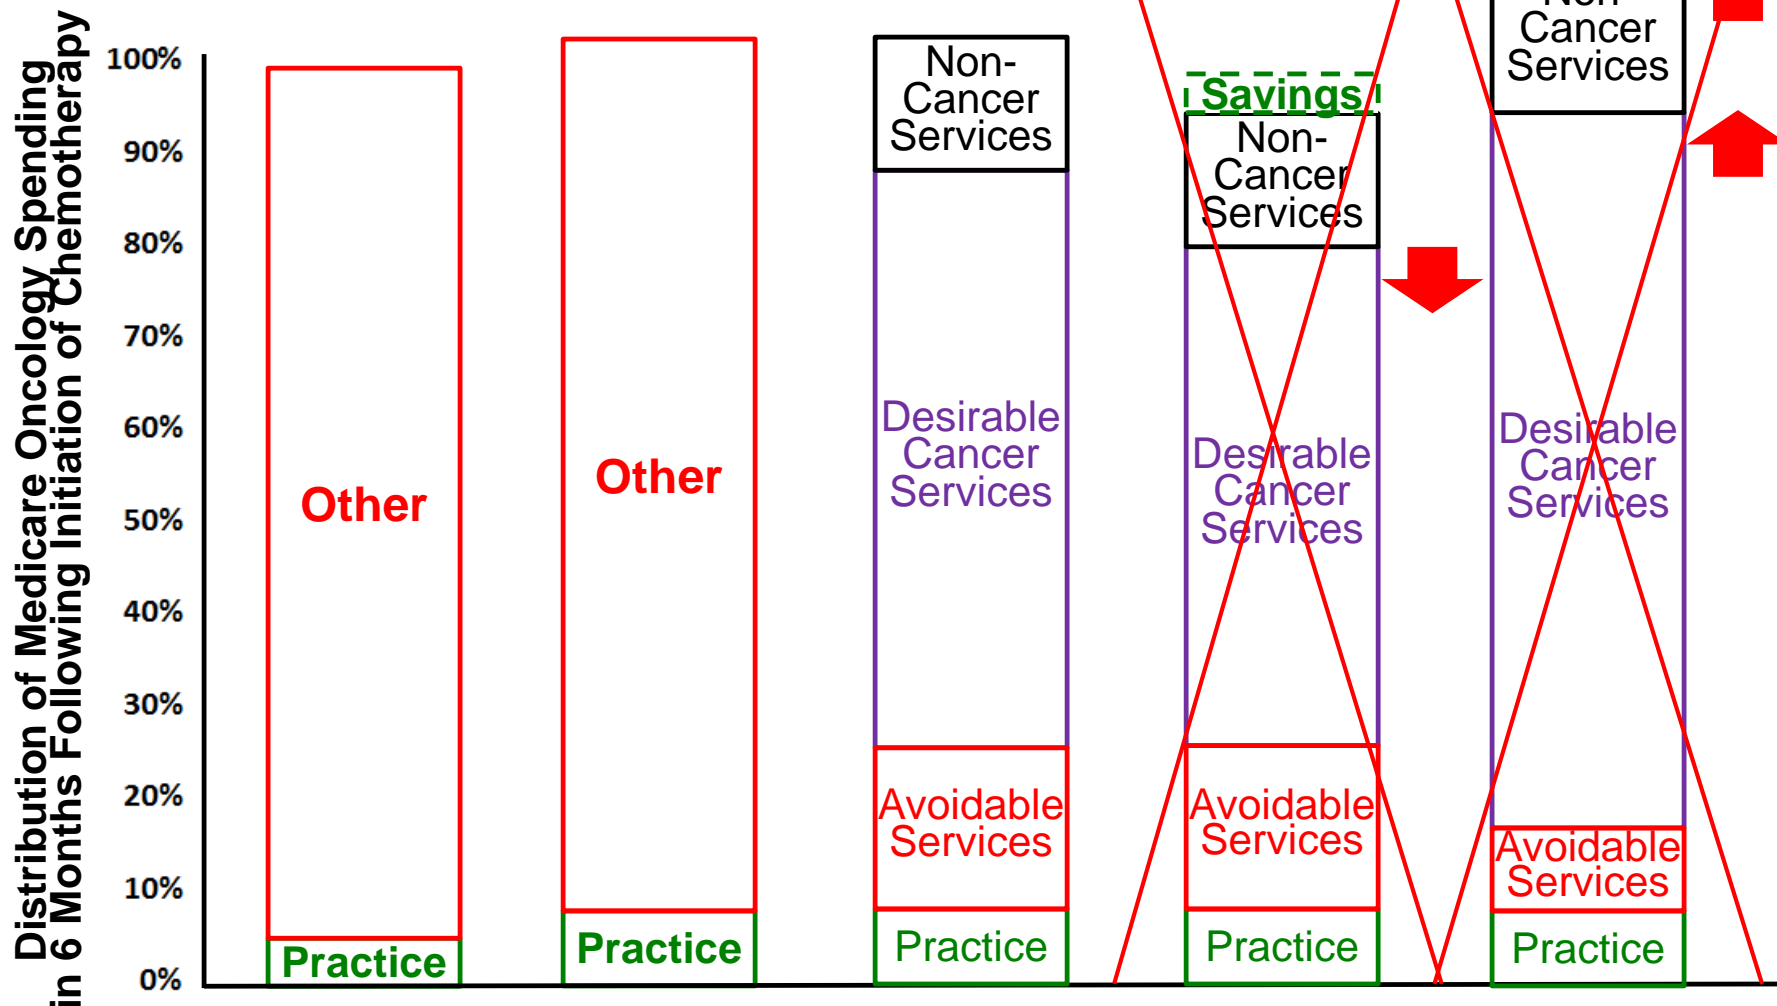 Distribution of Medicare Oncology Spending
in 6 Months Following Initiation of Chemotherapy
100%
90%
80%
70%
60%
50%
40%
30%
20%
10%
0%
Other
Practice
Other
Practice
Non-
Cancer
Services
Desirable
Cancer
Services
Avoidable
Services
Practice
Savings
Non-
Cancer
Services
Desirable
Cancer
Services
Avoidable
Services
Practice
Non-
Cancer
Services
Desirable
Cancer
Services
Avoidable
Services
Practice